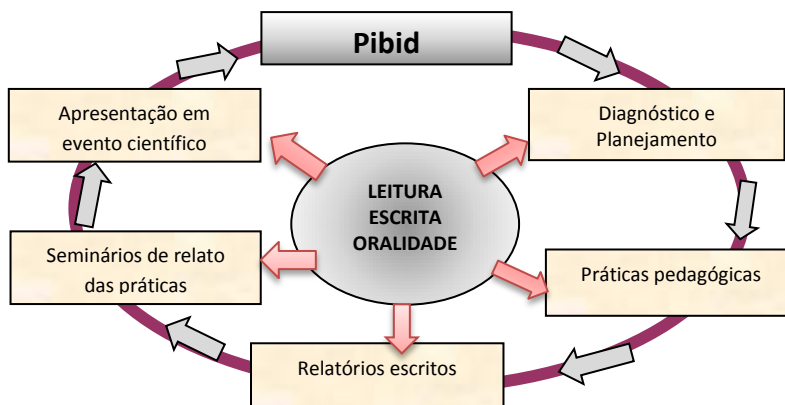 Pibid
Apresentação em
evento científico
Diagnóstico e
Planejamento
LEITURA
ESCRITA
ORALIDADE
Seminários de relato
das práticas
Práticas pedagógicas
Relatórios escritos